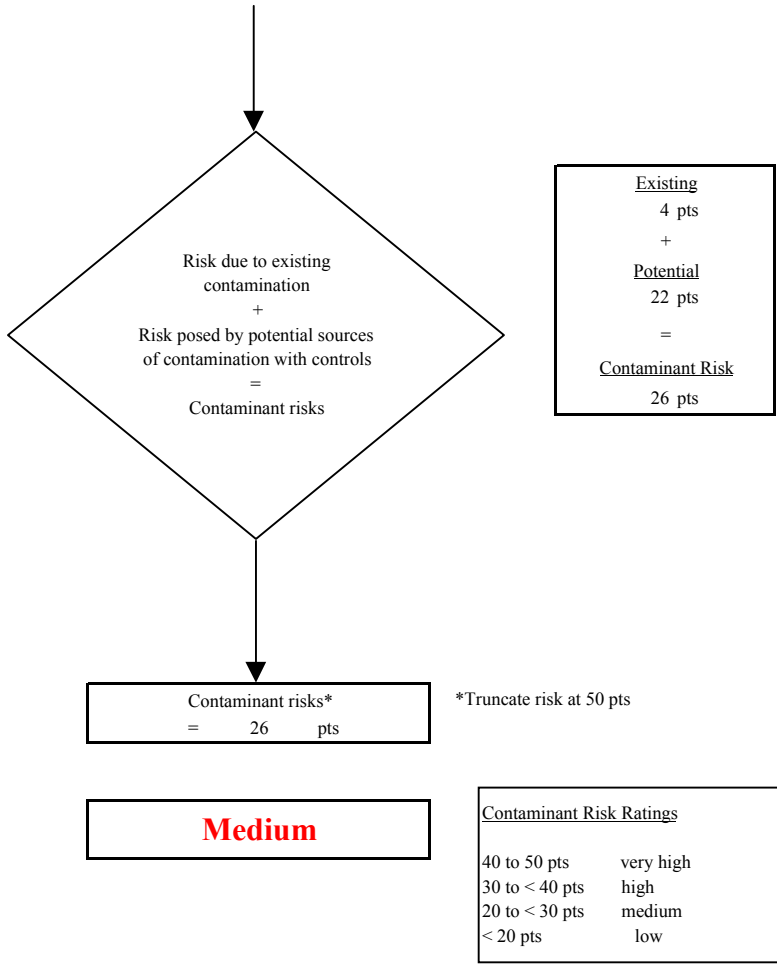 Risk due to existing
contamination
+
Risk posed by potential sources
of contamination with controls
=
Contaminant risks
Existing
4 pts
+
Potential
22 pts
=
Contaminant Risk
26 pts
Contaminant risks*
= 26 pts
*Truncate risk at 50 pts
Medium
Contaminant Risk Ratings
40 to 50 pts very high
30 to < 40 pts high
20 to < 30 pts medium
< 20 pts low